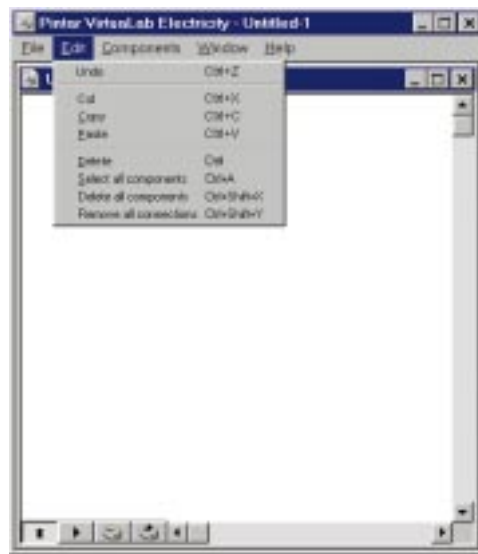 Pintar VirtualLab Electricity - Untitled-1
File Edit Components Window Help
U
Undo Ctrl+Z
Cut Ctrl+X
Copy Ctrl+C
Paste Ctrl+V
Delete Del
Select all components Ctrl+A
Delete all components Ctrl+Shift+X
Remove all connections Ctrl+Shift+Y